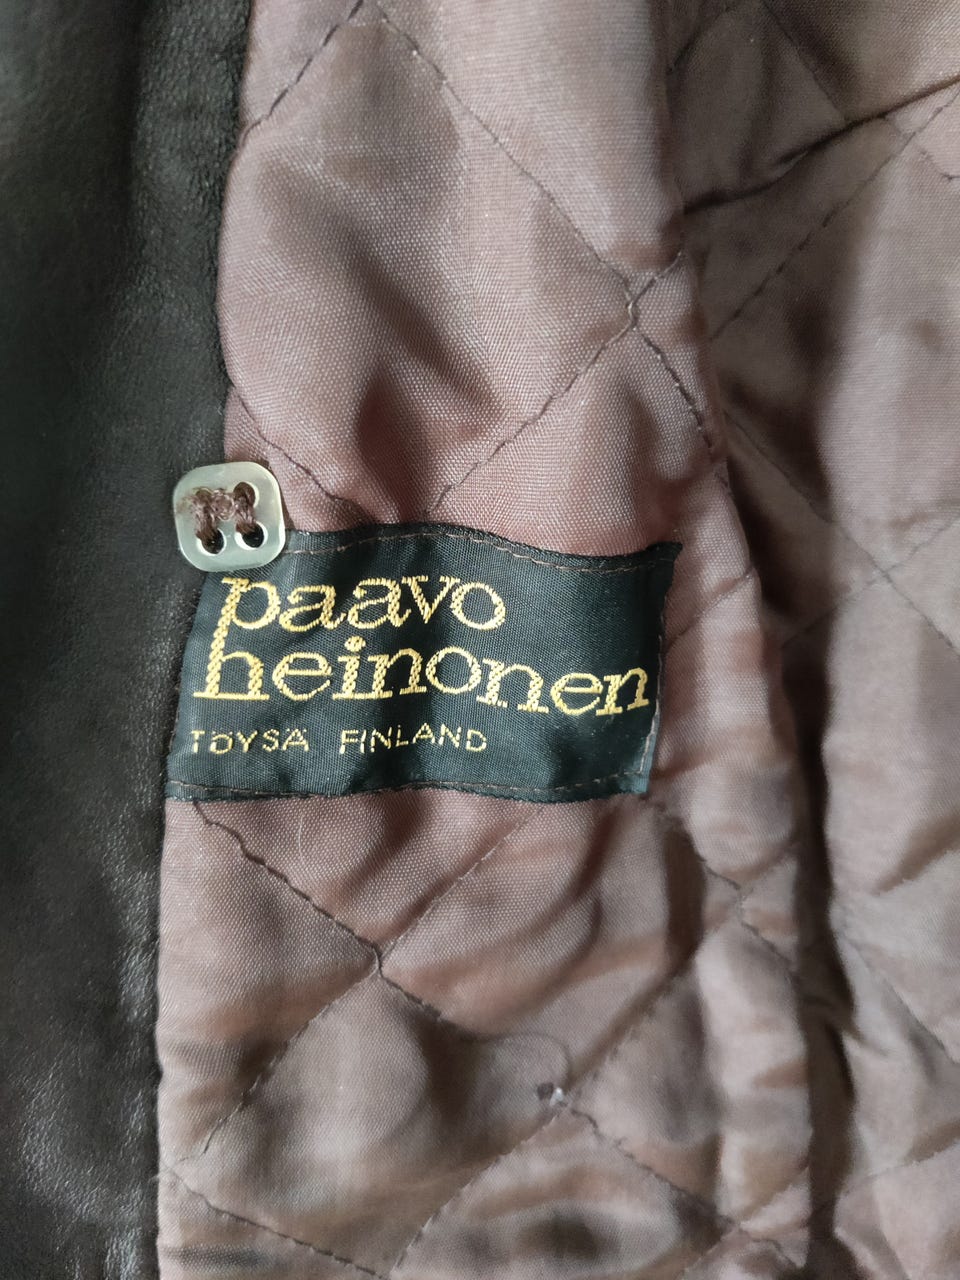 paavo
heinonen
TÖYSÄ FINLAND